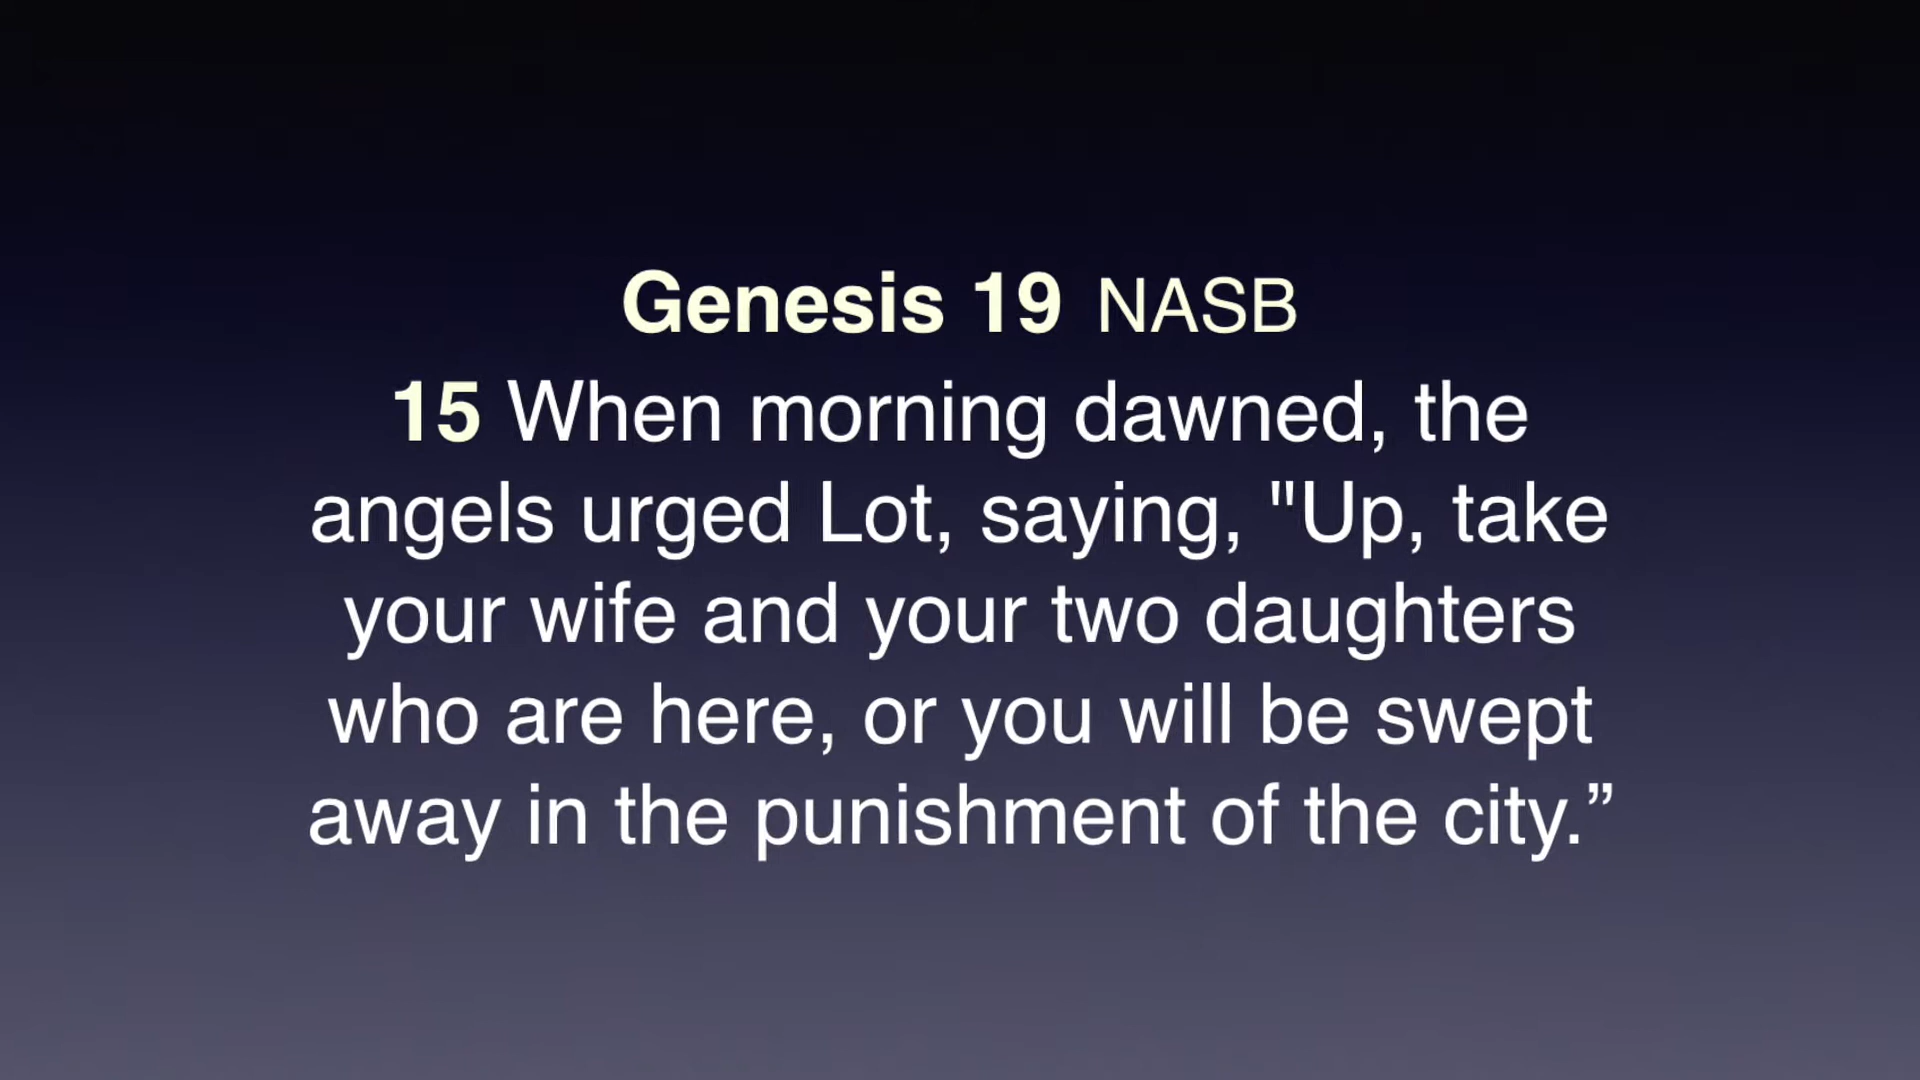 Genesis 19 NASB
15 When morning dawned, the
angels urged Lot, saying, "Up, take
your wife and your two daughters
who are here, or you will be swept
away in the punishment of the city.”